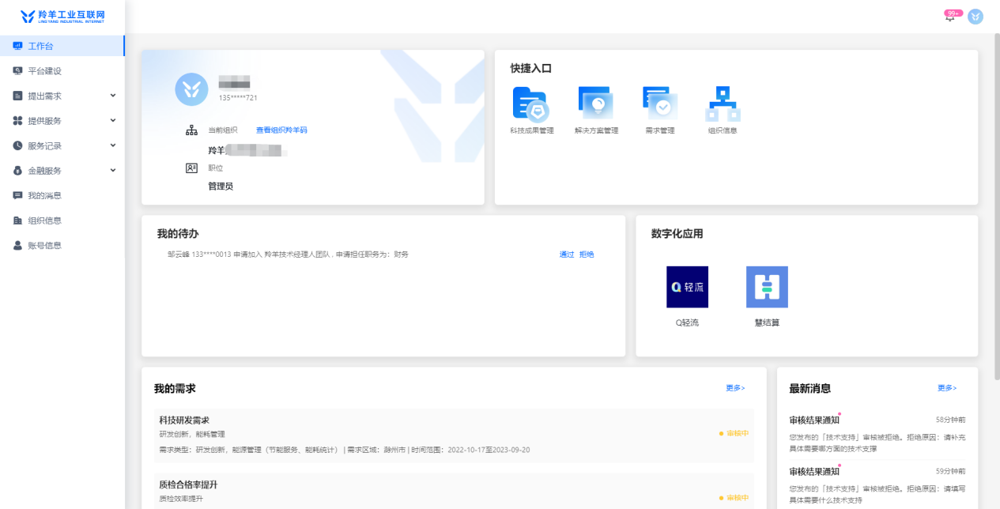 羚羊工业互联网
LINGYANG INDUSTRIAL INTERNET
99+
工作台
平台建设
提出需求
提供服务
服务记录
金融服务
我的消息
组织信息
账号信息
135*****721
当前组织 查看组织羚羊码
羚羊
职位
管理员
快捷入口
科技成果管理 解决方案管理 需求管理 组织信息
我的待办
邹云峰 133****0013 申请加入 羚羊技术经理人团队 , 申请担任职务为：财务 通过 拒绝
数字化应用
Q 轻流
Q轻流 慧结算
我的需求 更多>
科技研发需求
研发创新，能耗管理
审核中
需求类型：研发创新，能源管理（节能服务、能耗统计） | 需求区域：滁州市 | 时间范围：2022-10-17至2023-09-20
质检合格率提升
质检效率提升
审核中
最新消息 更多>
审核结果通知 58分钟前
您发布的「技术支持」审核被拒绝。拒绝原因：请补充
具体需要哪方面的技术支撑
审核结果通知 59分钟前
您发布的「技术支持」审核被拒绝。拒绝原因：请填写
具体需要什么技术支持